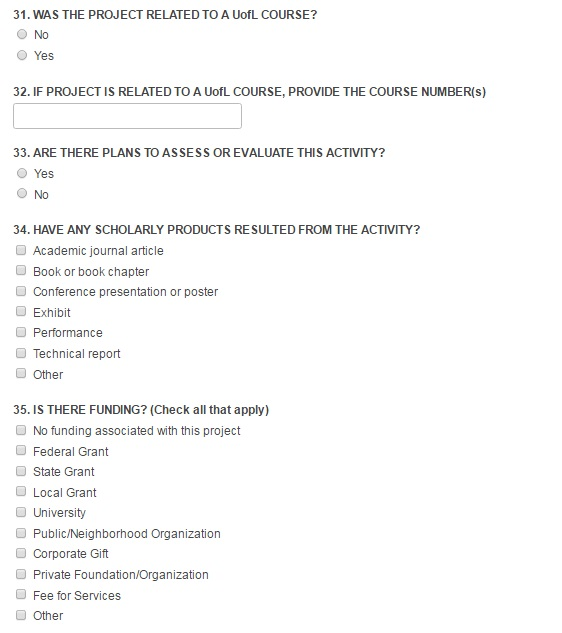 31. WAS THE PROJECT RELATED TO A UofL COURSE?
No
Yes
32. IF PROJECT IS RELATED TO A UofL COURSE, PROVIDE THE COURSE NUMBER(s)
33. ARE THERE PLANS TO ASSESS OR EVALUATE THIS ACTIVITY?
Yes
No
34. HAVE ANY SCHOLARLY PRODUCTS RESULTED FROM THE ACTIVITY?
Academic journal article
Book or book chapter
Conference presentation or poster
Exhibit
Performance
Technical report
Other
35. IS THERE FUNDING? (Check all that apply)
No funding associated with this project
Federal Grant
State Grant
Local Grant
University
Public/Neighborhood Organization
Corporate Gift
Private Foundation/Organization
Fee for Services
Other